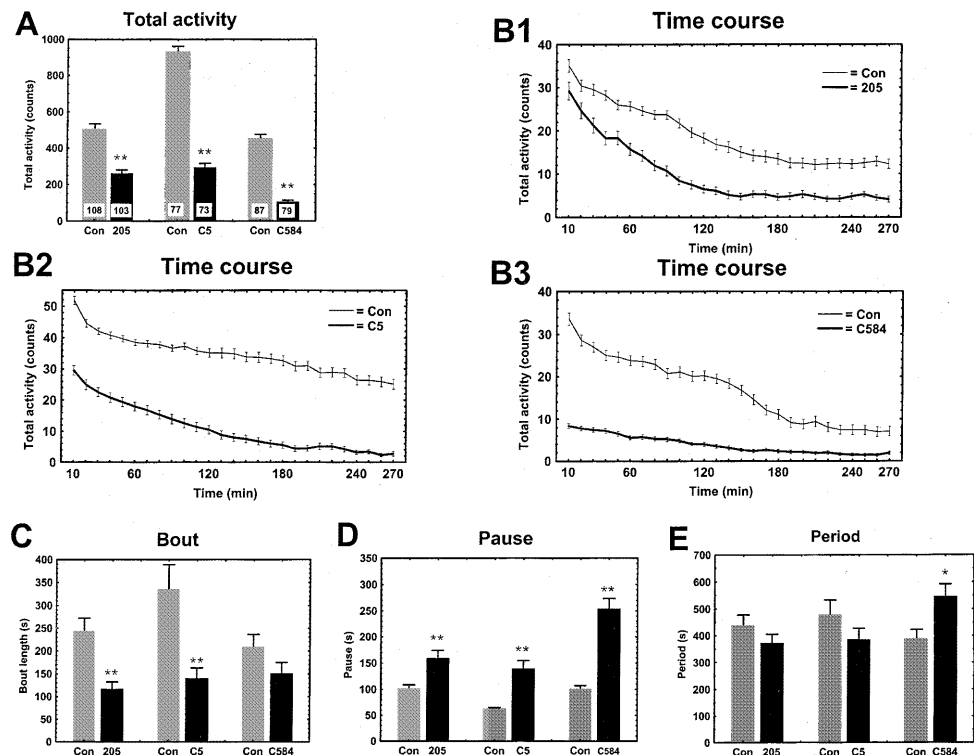 A
Total activity
Total activity (counts)
1000
800
600
400
200
0
**
**
**
108 103 77 73 87 79
Con 205 Con C5 Con C584
B1
Time course
Total activity (counts)
40
30
20
10
0
= Con
= 205
10 60 120 180 240 270
Time (min)
B2
Time course
Total activity (counts)
50
40
30
20
10
0
= Con
= C5
10 60 120 180 240 270
Time (min)
B3
Time course
Total activity (counts)
40
30
20
10
0
= Con
= C584
10 60 120 180 240 270
Time (min)
C
Bout
Bout length (s)
400
350
300
250
200
150
100
50
0
**
**
Con 205 Con C5 Con C584
D
Pause
Pause (s)
350
300
250
200
150
100
50
0
**
**
**
Con 205 Con C5 Con C584
E
Period
Period (s)
700
600
500
400
300
200
100
0
*
Con 205 Con C5 Con C584